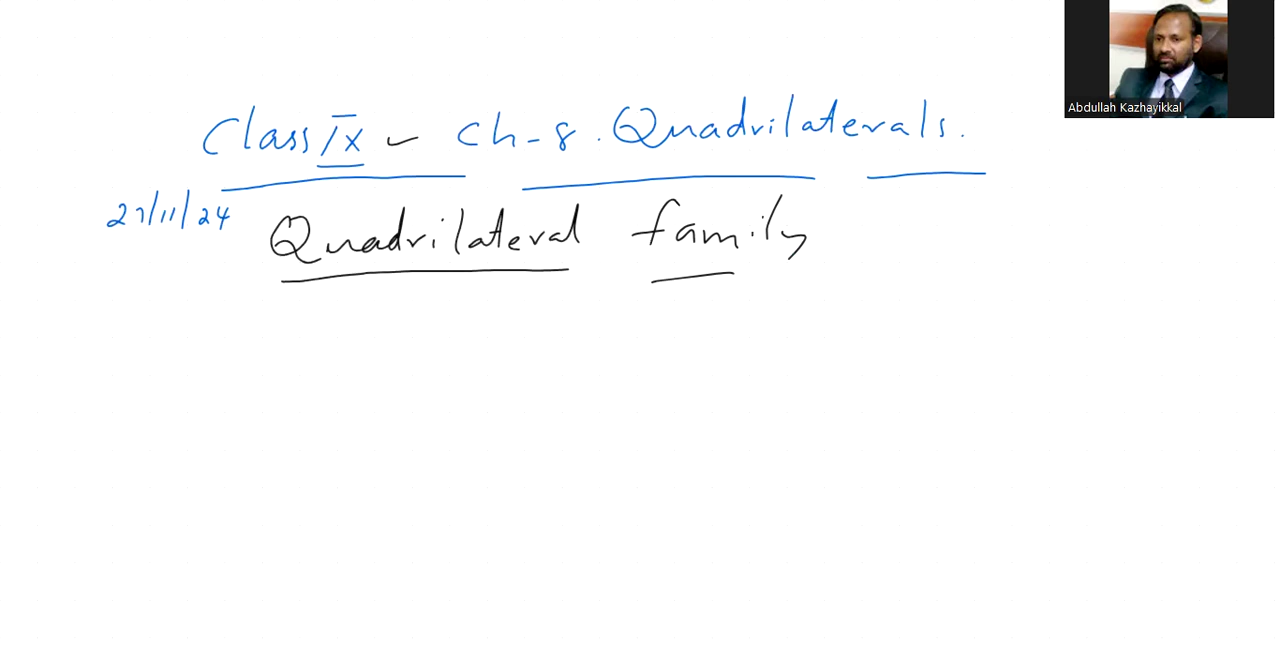 Class IX - Ch-8. Quadrilaterals.
27/11/24
Quadrilateral family
Abdullah Kazhayikkal